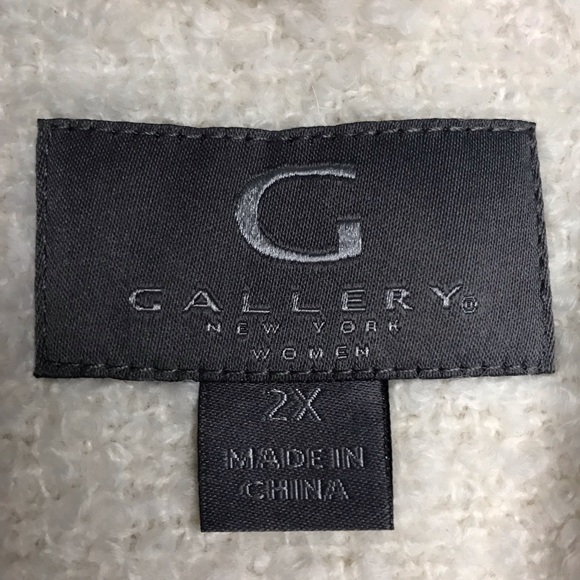 G
GALLERY®
NEW YORK
WOMEN
2X
MADE IN
CHINA